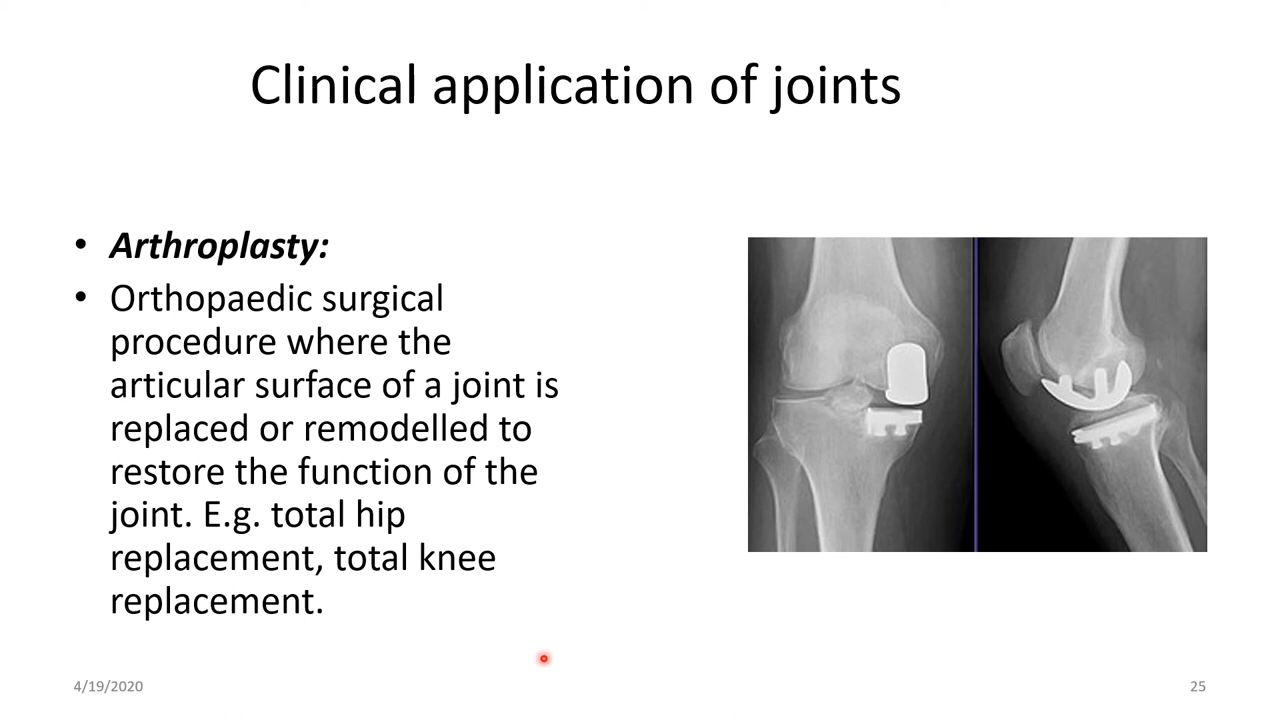 Clinical application of joints
• Arthroplasty:
• Orthopaedic surgical
procedure where the
articular surface of a joint is
replaced or remodelled to
restore the function of the
joint. E.g. total hip
replacement, total knee
replacement.
4/19/2020
25